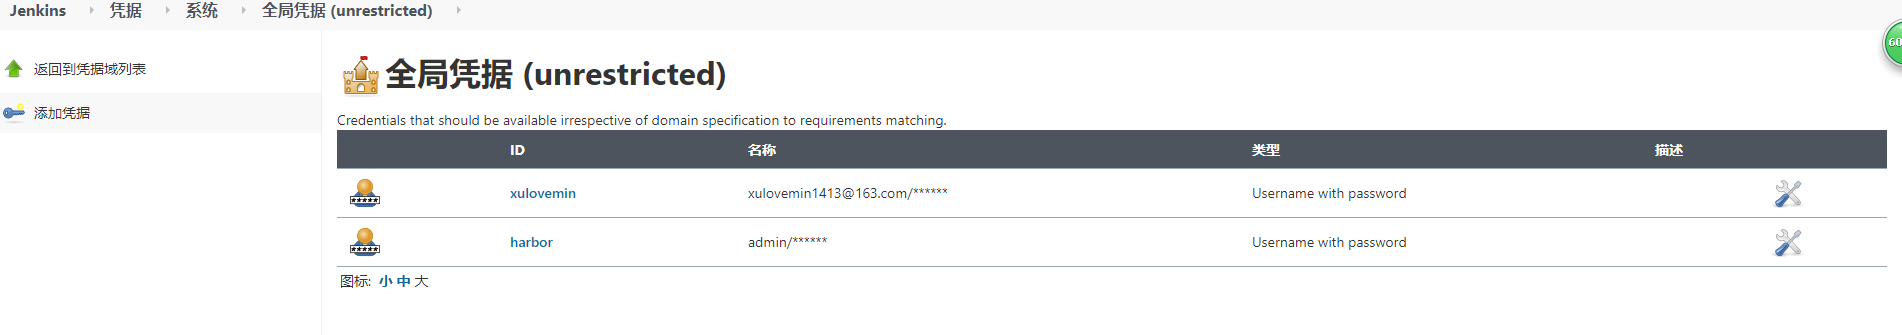 Jenkins 凭据 系统 全局凭据 (unrestricted)
返回到凭据域列表
添加凭据
全局凭据 (unrestricted)
Credentials that should be available irrespective of domain specification to requirements matching.
ID 名称 类型 描述
xulovemin xulovemin1413@163.com/****** Username with password
harbor admin/****** Username with password
图标: 小 中 大
60